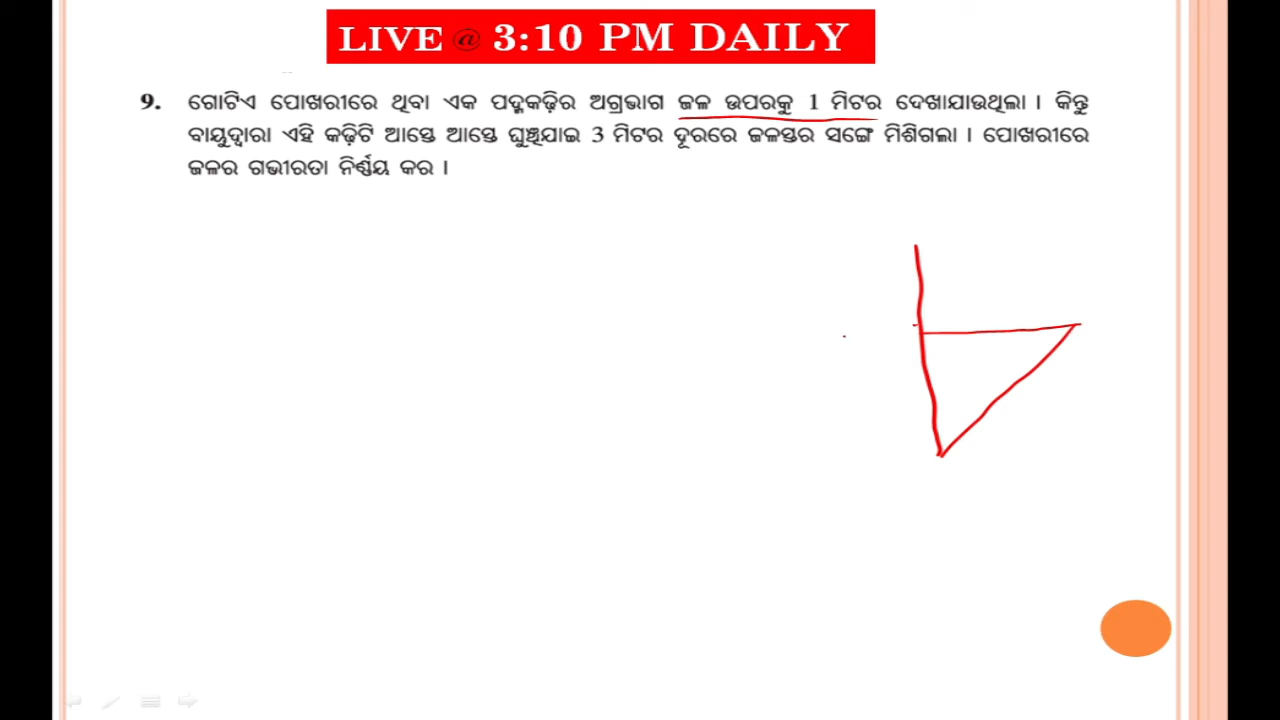 LIVE @ 3:10 PM DAILY
9. ଗୋଟିଏ ପୋଖରୀରେ ଥିବା ଏକ ପଦ୍ମକଢ଼ିର ଅଗ୍ରଭାଗ ଜଳ ଉପରକୁ 1 ମିଟର ଦେଖାଯାଉଥିଲା । କିନ୍ତୁ
ବାୟୁଦ୍ୱାରା ଏହି କଢ଼ିଟି ଆସ୍ତେ ଆସ୍ତେ ଘୁଞ୍ଚିଯାଇ 3 ମିଟର ଦୂରରେ ଜଳସ୍ତର ସଙ୍ଗେ ମିଶିଗଲା । ପୋଖରୀରେ
ଜଳର ଗଭୀରତା ନିର୍ଣ୍ଣୟ କର ।